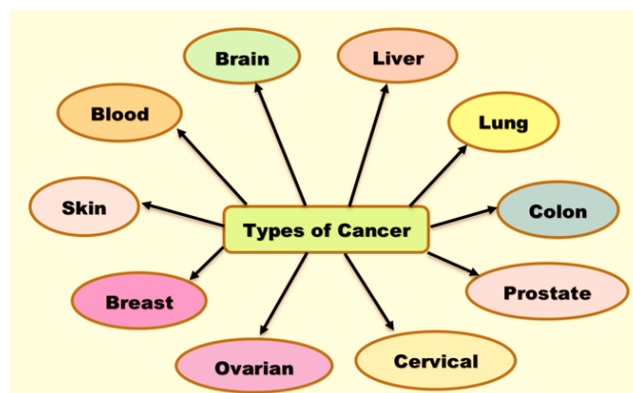 Brain
Liver
Blood
Lung
Skin
Types of Cancer
Colon
Breast
Prostate
Ovarian
Cervical